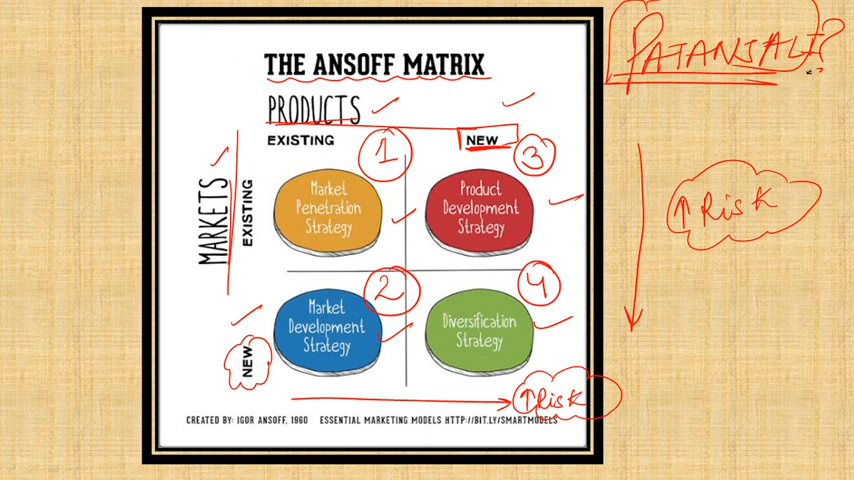 PATANJALI?
THE ANSOFF MATRIX
PRODUCTS
EXISTING NEW
1 3
MARKETS
EXISTING
Market
Penetration
Strategy
Product
Development
Strategy
↑Risk
2 4
NEW
Market
Development
Strategy
Diversification
Strategy
↑Risk
CREATED BY: IGOR ANSOFF, 1960 ESSENTIAL MARKETING MODELS HTTP://BIT.LY/SMARTMODELS